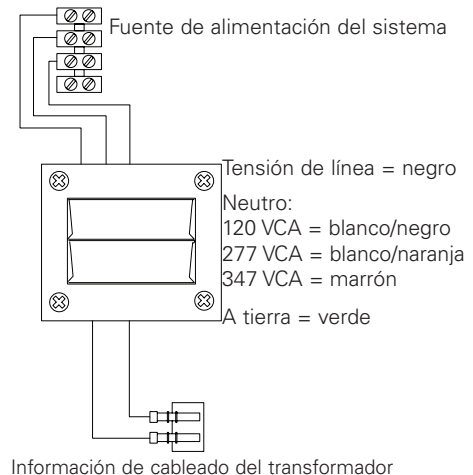 Fuente de alimentación del sistema
Tensión de línea = negro
Neutro:
120 VCA = blanco/negro
277 VCA = blanco/naranja
347 VCA = marrón
A tierra = verde
Información de cableado del transformador